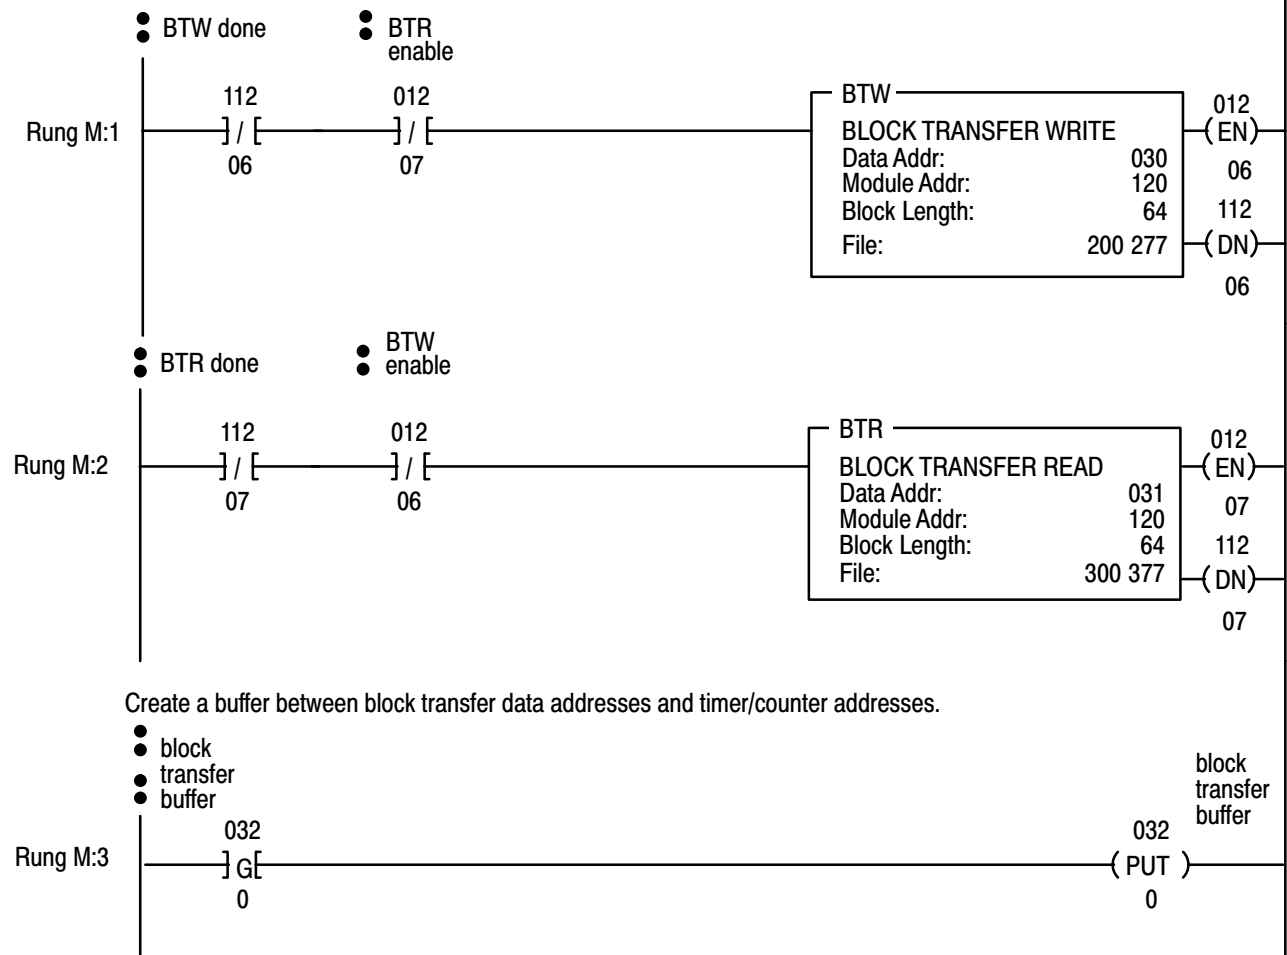 BTW done
BTR
enable
112
012
BTW
012
Rung M:1
] / [
] / [
BLOCK TRANSFER WRITE
( EN )
06
07
Data Addr: 030
Module Addr: 120
06
Block Length: 64
112
File: 200 277
( DN )
06
BTR done
BTW
enable
112
012
BTR
012
Rung M:2
] / [
] / [
BLOCK TRANSFER READ
( EN )
07
06
Data Addr: 031
Module Addr: 120
07
Block Length: 64
112
File: 300 377
( DN )
07
Create a buffer between block transfer data addresses and timer/counter addresses.
block
transfer
buffer
block
transfer
buffer
032
032
Rung M:3
] G [
( PUT )
0
0